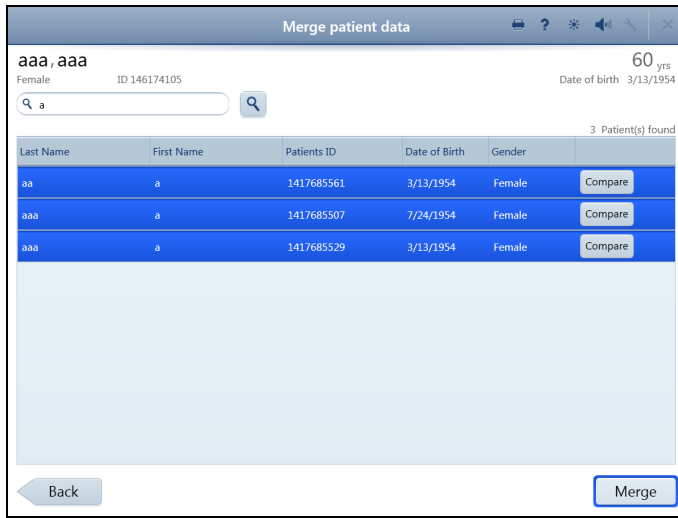 Merge patient data
?
aaa, aaa
60 yrs
Female ID 146174105 Date of birth 3/13/1954
a
3 Patient(s) found
Last Name First Name Patients ID Date of Birth Gender
aa a 1417685561 3/13/1954 Female Compare
aaa a 1417685507 7/24/1954 Female Compare
aaa a 1417685529 3/13/1954 Female Compare
Back Merge